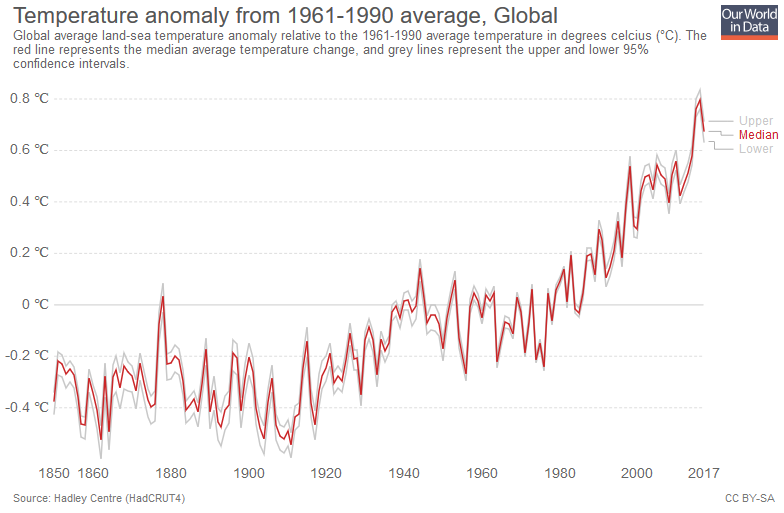 Temperature anomaly from 1961-1990 average, Global
Our World
in Data
Global average land-sea temperature anomaly relative to the 1961-1990 average temperature in degrees celcius (°C). The
red line represents the median average temperature change, and grey lines represent the upper and lower 95%
confidence intervals.
0.8 °C
0.6 °C
0.4 °C
0.2 °C
0 °C
-0.2 °C
-0.4 °C
Upper
Median
Lower
1850 1860 1880 1900 1920 1940 1960 1980 2000 2017
Source: Hadley Centre (HadCRUT4)
CC BY-SA